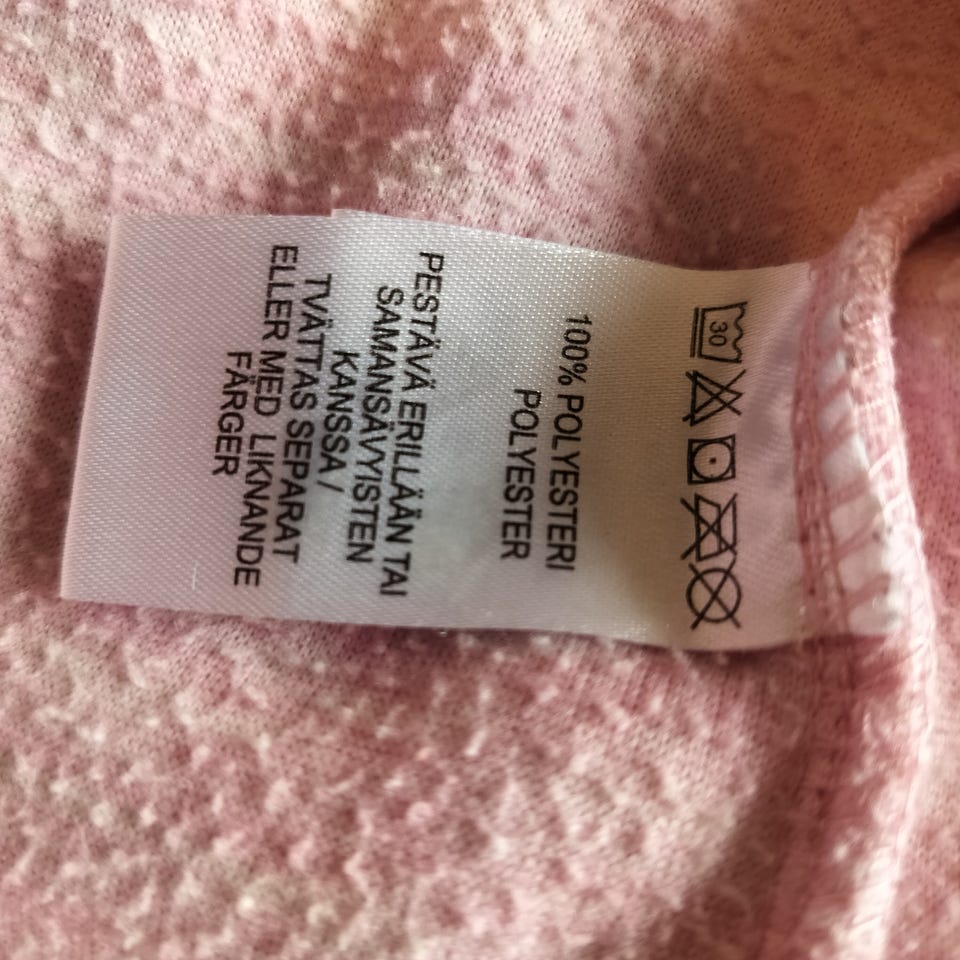 30
100% POLYESTERI
POLYESTER
PESTÄVÄ ERILLÄÄN TAI
SAMANSÄVYISTEN
KANSSA /
TVÄTTAS SEPARAT
ELLER MED LIKNANDE
FÄRGER